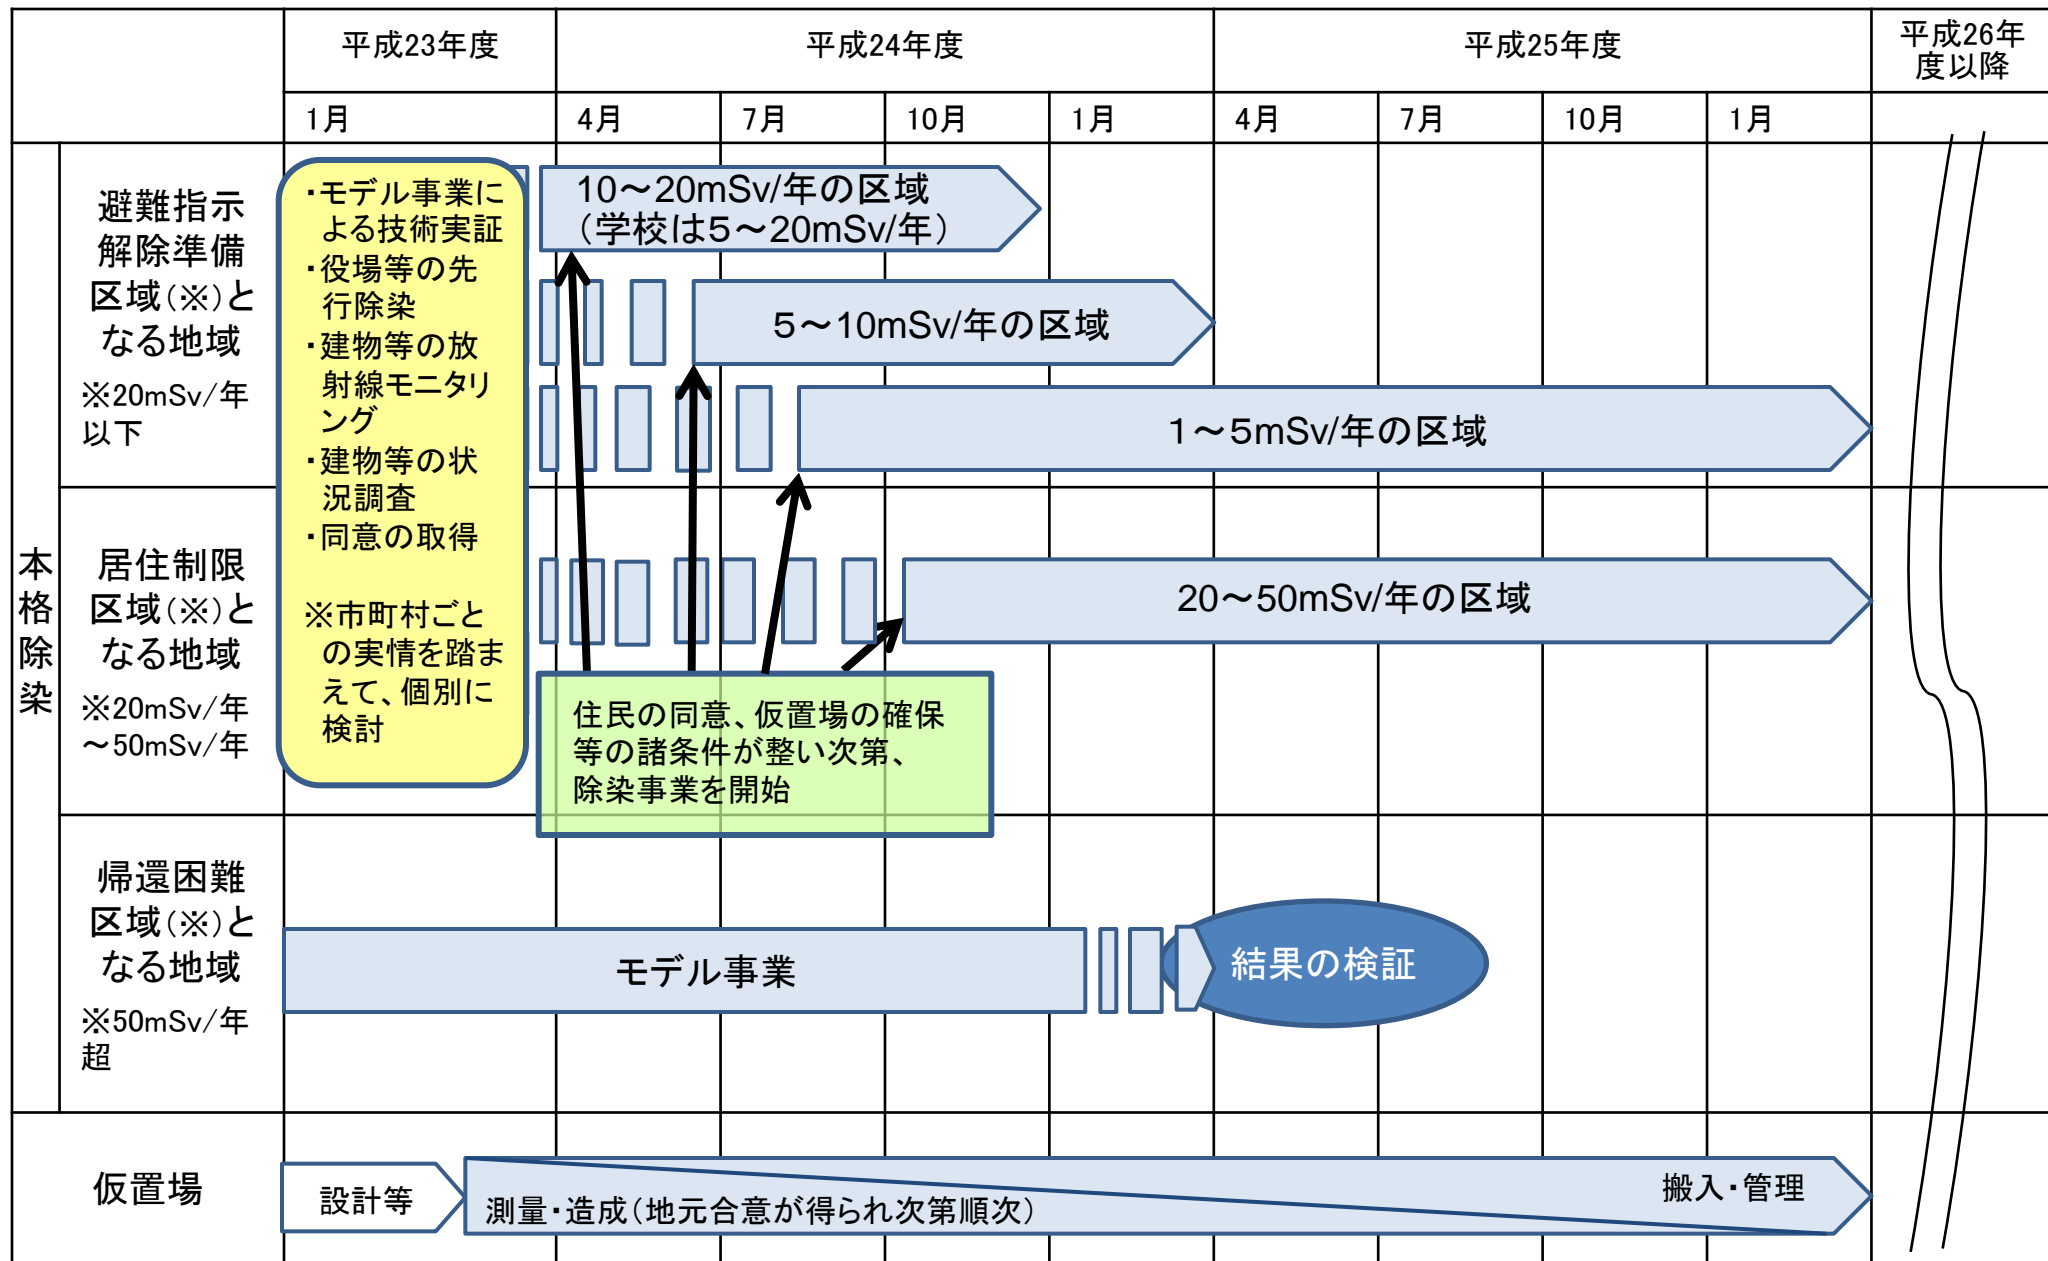 平成23年度
平成24年度
平成25年度
平成26年
度以降
1月
4月
7月
10月
1月
4月
7月
10月
1月
本
格
除
染
避難指示
解除準備
区域(※)と
なる地域
※20mSv/年
以下
・モデル事業に
よる技術実証
・役場等の先
行除染
・建物等の放
射線モニタリ
ング
・建物等の状
況調査
・同意の取得
※市町村ごと
の実情を踏ま
えて、個別に
検討
10～20mSv/年の区域
（学校は５～20mSv/年）
５～10mSv/年の区域
１～５mSv/年の区域
居住制限
区域(※)と
なる地域
※20mSv/年
～50mSv/年
20～50mSv/年の区域
住民の同意、仮置場の確保
等の諸条件が整い次第、
除染事業を開始
帰還困難
区域(※)と
なる地域
※50mSv/年
超
モデル事業
結果の検証
仮置場
設計等
測量・造成(地元合意が得られ次第順次)
搬入・管理